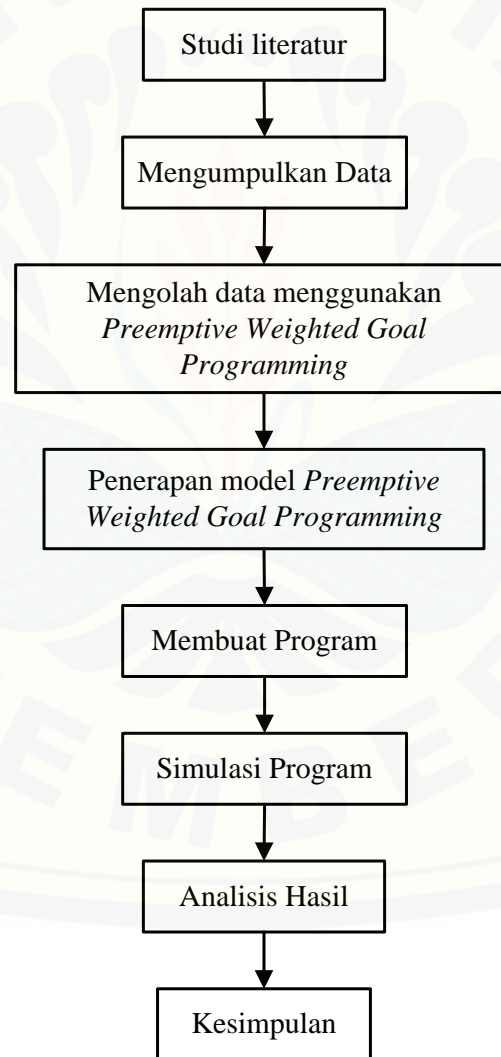 Studi literatur
Mengumpulkan Data
Mengolah data menggunakan
Preemptive Weighted Goal
Programming
Penerapan model Preemptive
Weighted Goal Programming
Membuat Program
Simulasi Program
Analisis Hasil
Kesimpulan